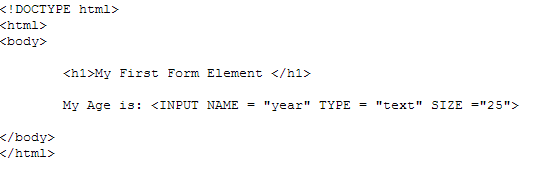 <!DOCTYPE html>
<html>
<body>
<h1>My First Form Element </h1>
My Age is: <INPUT NAME = "year" TYPE = "text" SIZE ="25">
</body>
</html>